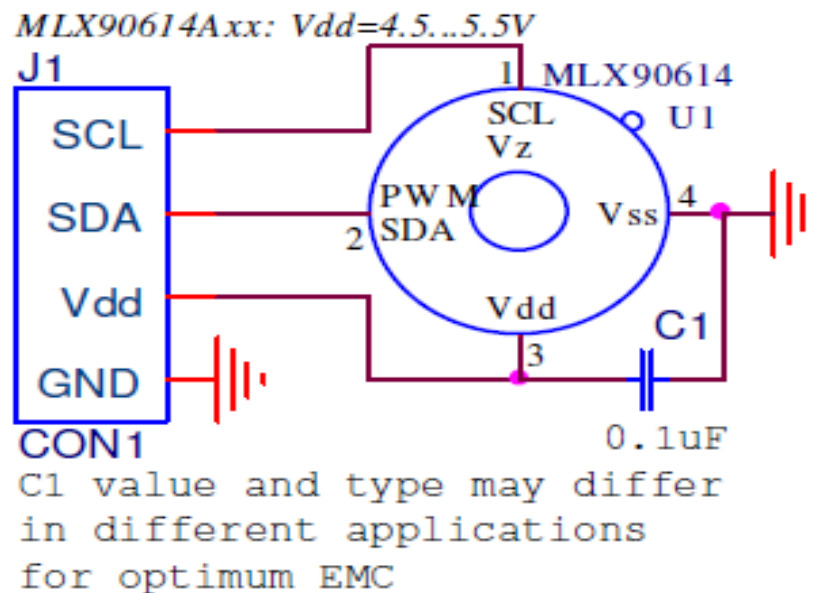 MLX90614Axx: Vdd=4.5...5.5V
J1
SCL
SDA
Vdd
GND
CON1
1
MLX90614
U1
SCL
Vz
PWM
SDA
2
Vss
4
Vdd
3
C1
0.1uF
C1 value and type may differ
in different applications
for optimum EMC